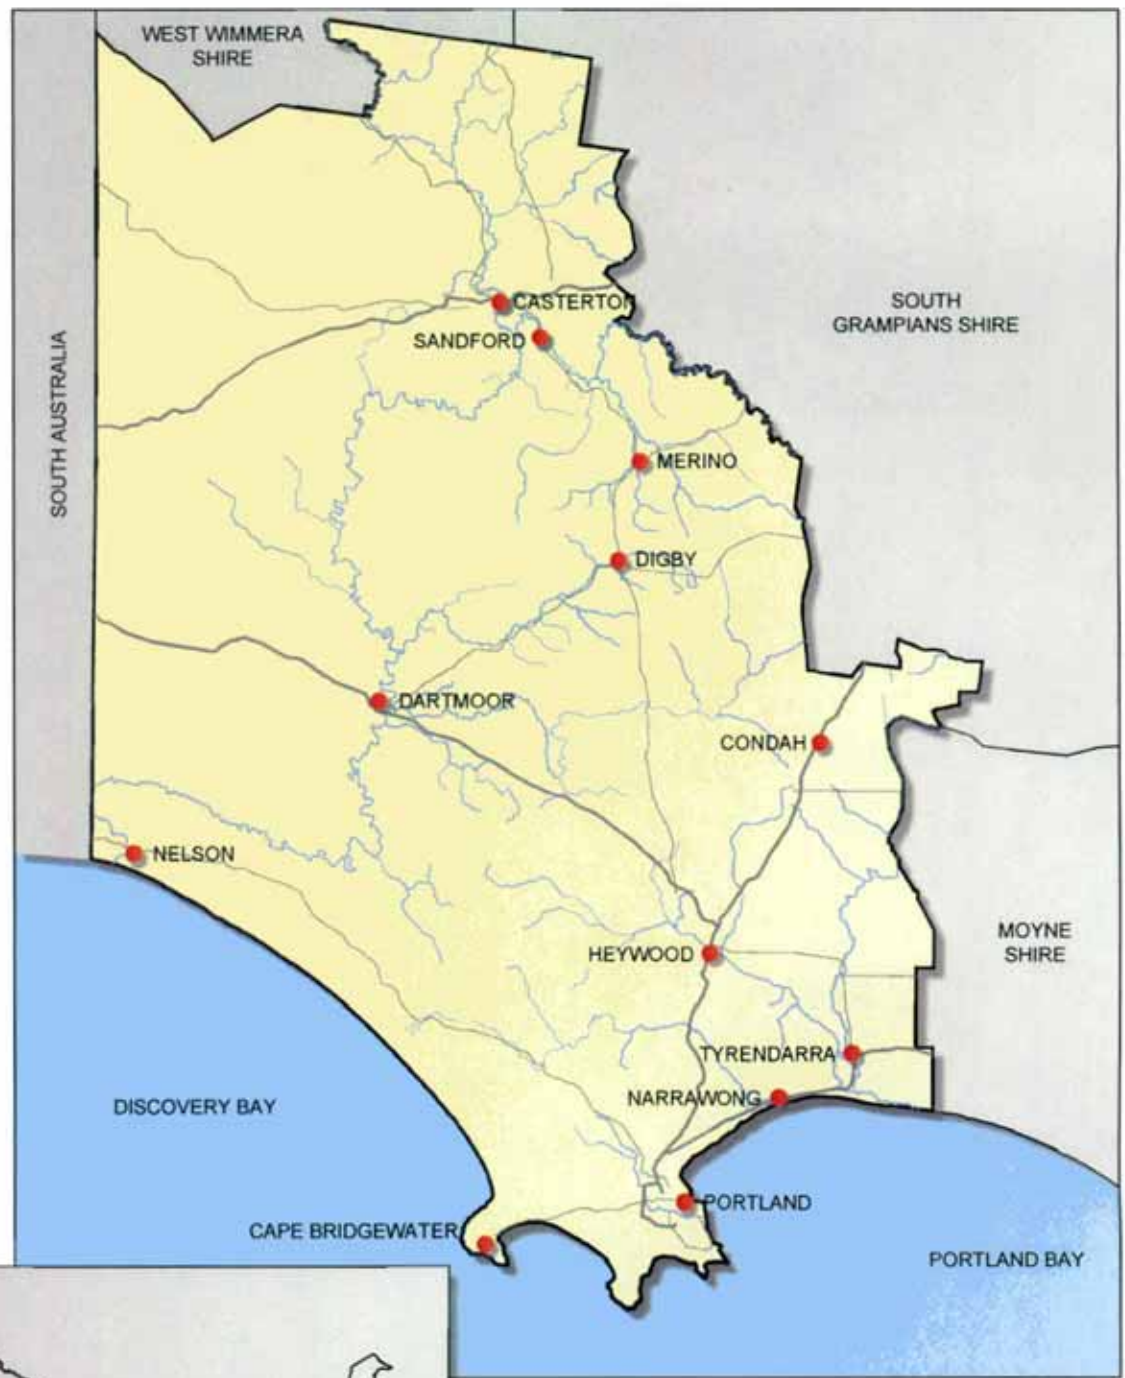 WEST WIMMERA
SHIRE
SOUTH
GRAMPIANS SHIRE
CASTERTON
SANDFORD
SOUTH AUSTRALIA
MERINO
DIGBY
DARTMOOR
CONDAH
NELSON
MOYNE
SHIRE
HEYWOOD
TYRENDARRA
NARRAWONG
DISCOVERY BAY
PORTLAND
CAPE BRIDGEWATER
PORTLAND BAY